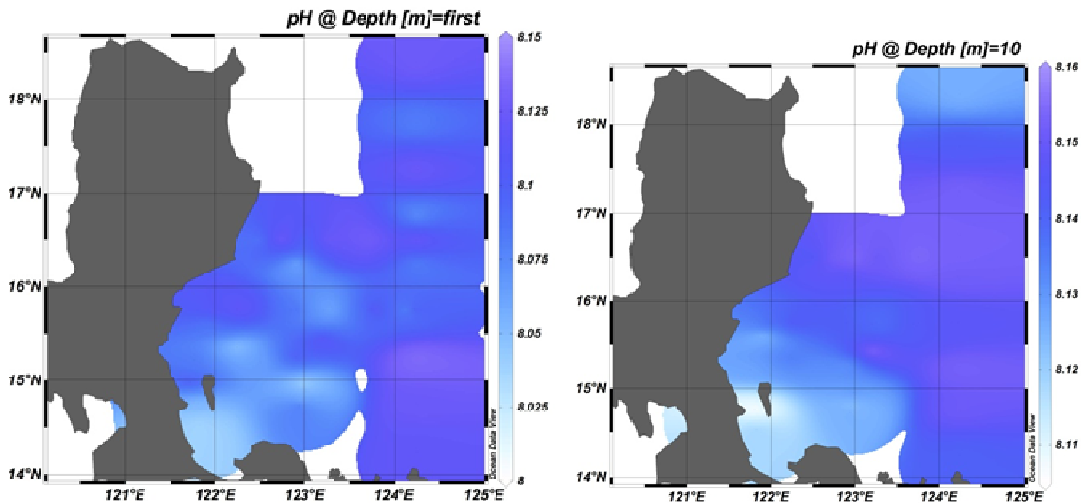 pH @ Depth [m]=first
18°N
17°N
16°N
15°N
14°N
121°E
122°E
123°E
124°E
125°E
8.15
8.125
8.1
8.075
8.05
8.025
8
Ocean Data View
pH @ Depth [m]=10
18°N
17°N
16°N
15°N
14°N
121°E
122°E
123°E
124°E
125°E
8.16
8.15
8.14
8.13
8.12
8.11
Ocean Data View